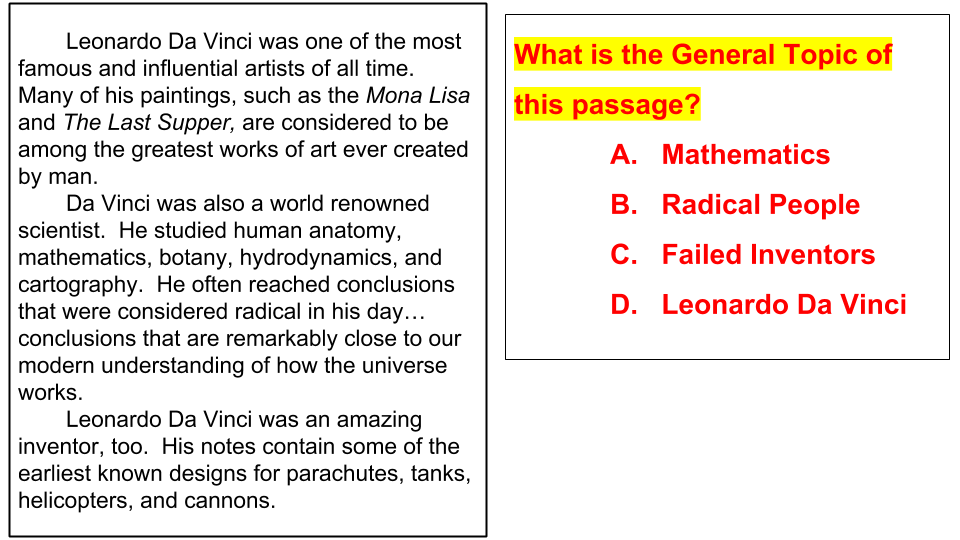 Leonardo Da Vinci was one of the most
famous and influential artists of all time.
Many of his paintings, such as the Mona Lisa
and The Last Supper, are considered to be
among the greatest works of art ever created
by man.
Da Vinci was also a world renowned
scientist.  He studied human anatomy,
mathematics, botany, hydrodynamics, and
cartography.  He often reached conclusions
that were considered radical in his day…
conclusions that are remarkably close to our
modern understanding of how the universe
works.
Leonardo Da Vinci was an amazing
inventor, too.  His notes contain some of the
earliest known designs for parachutes, tanks,
helicopters, and cannons.
What is the General Topic of
this passage?
A. Mathematics
B. Radical People
C. Failed Inventors
D. Leonardo Da Vinci